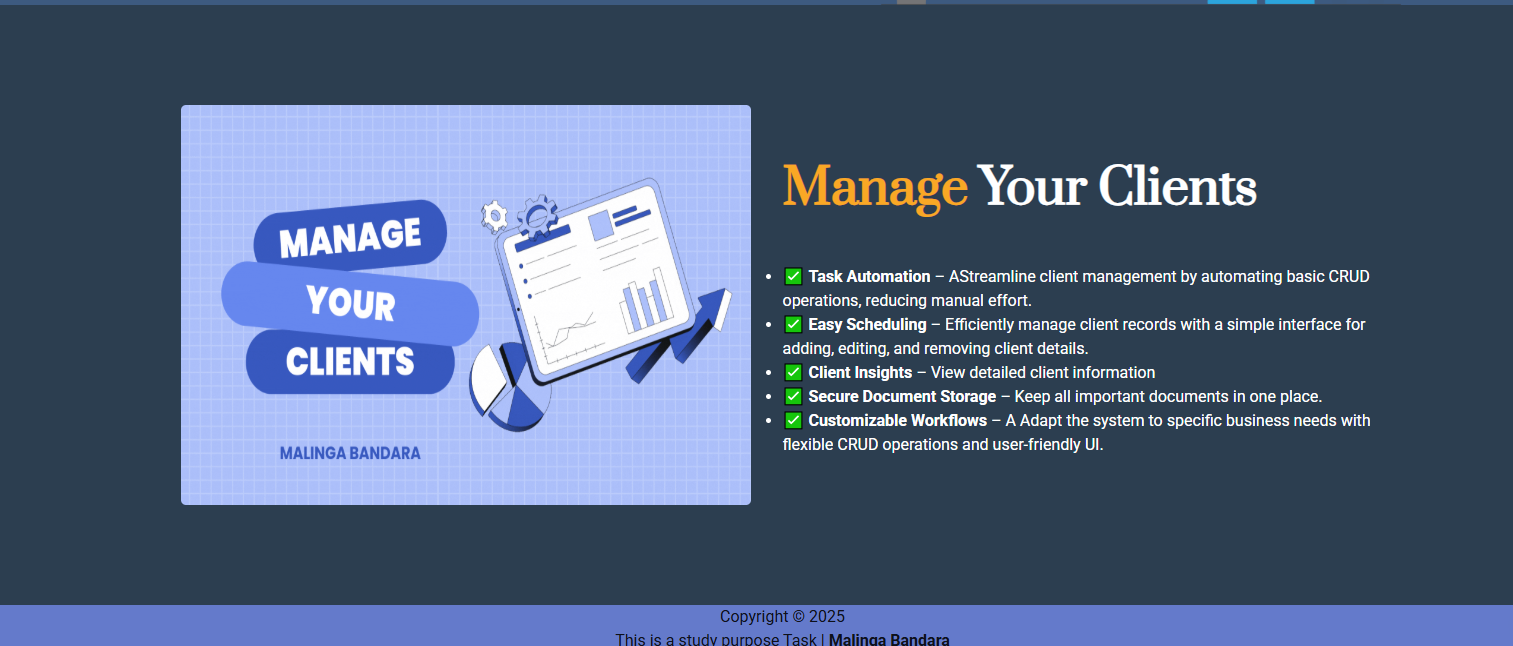 MANAGE
YOUR
CLIENTS
MALINGA BANDARA
Manage Your Clients
• ✅ Task Automation – AStreamline client management by automating basic CRUD
operations, reducing manual effort.
• ✅ Easy Scheduling – Efficiently manage client records with a simple interface for
adding, editing, and removing client details.
• ✅ Client Insights – View detailed client information
• ✅ Secure Document Storage – Keep all important documents in one place.
• ✅ Customizable Workflows – A Adapt the system to specific business needs with
flexible CRUD operations and user-friendly UI.
Copyright © 2025
This is a study purpose Task | Malinga Bandara